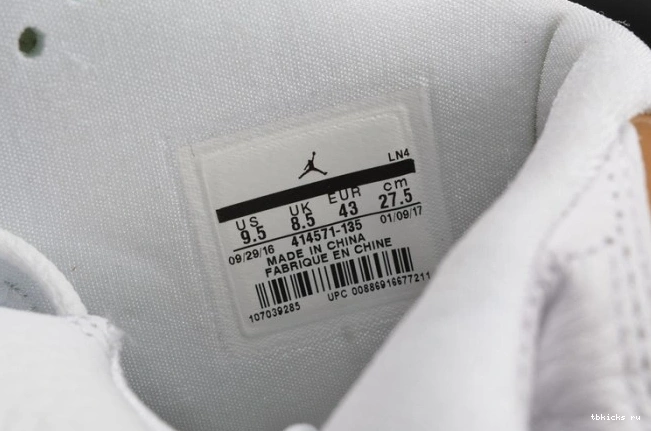 LN4
US UK EUR cm
9.5 8.5 43 27.5
09/29/16 414571-135 01/09/17
MADE IN CHINA
FABRIQUE EN CHINE
107039285 UPC 00886916677211
tbkicks ru